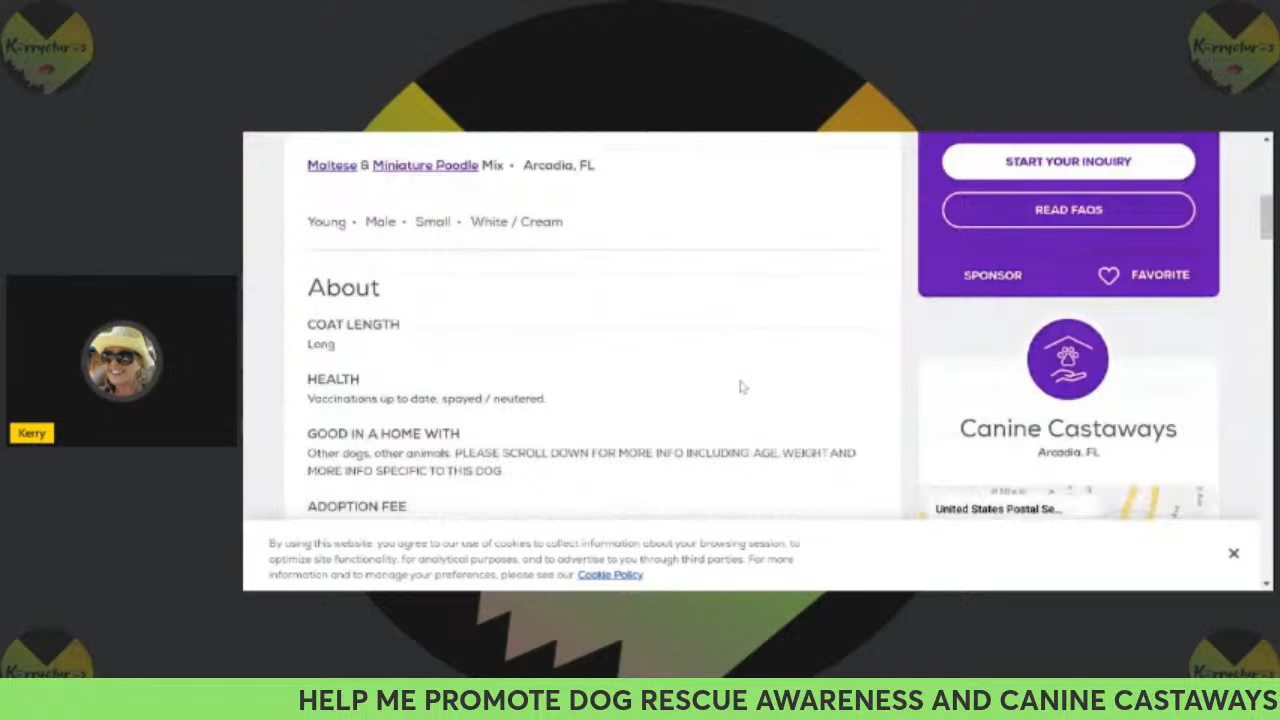 Maltese & Miniature Poodle Mix • Arcadia, FL
Young • Male • Small • White / Cream
About
COAT LENGTH
Long
HEALTH
Vaccinations up to date, spayed / neutered.
GOOD IN A HOME WITH
Other dogs, other animals. PLEASE SCROLL DOWN FOR MORE INFO INCLUDING AGE, WEIGHT AND
MORE INFO SPECIFIC TO THIS DOG
ADOPTION FEE
START YOUR INQUIRY
READ FAQS
SPONSOR
FAVORITE
Canine Castaways
Arcadia, FL
United States Postal Se...
By using this website, you agree to our use of cookies to collect information about your browsing session, to
optimize site functionality, for analytical purposes, and to advertise to you through third parties. For more
information and to manage your preferences, please see our Cookie Policy
Kerry
HELP ME PROMOTE DOG RESCUE AWARENESS AND CANINE CASTAWAYS